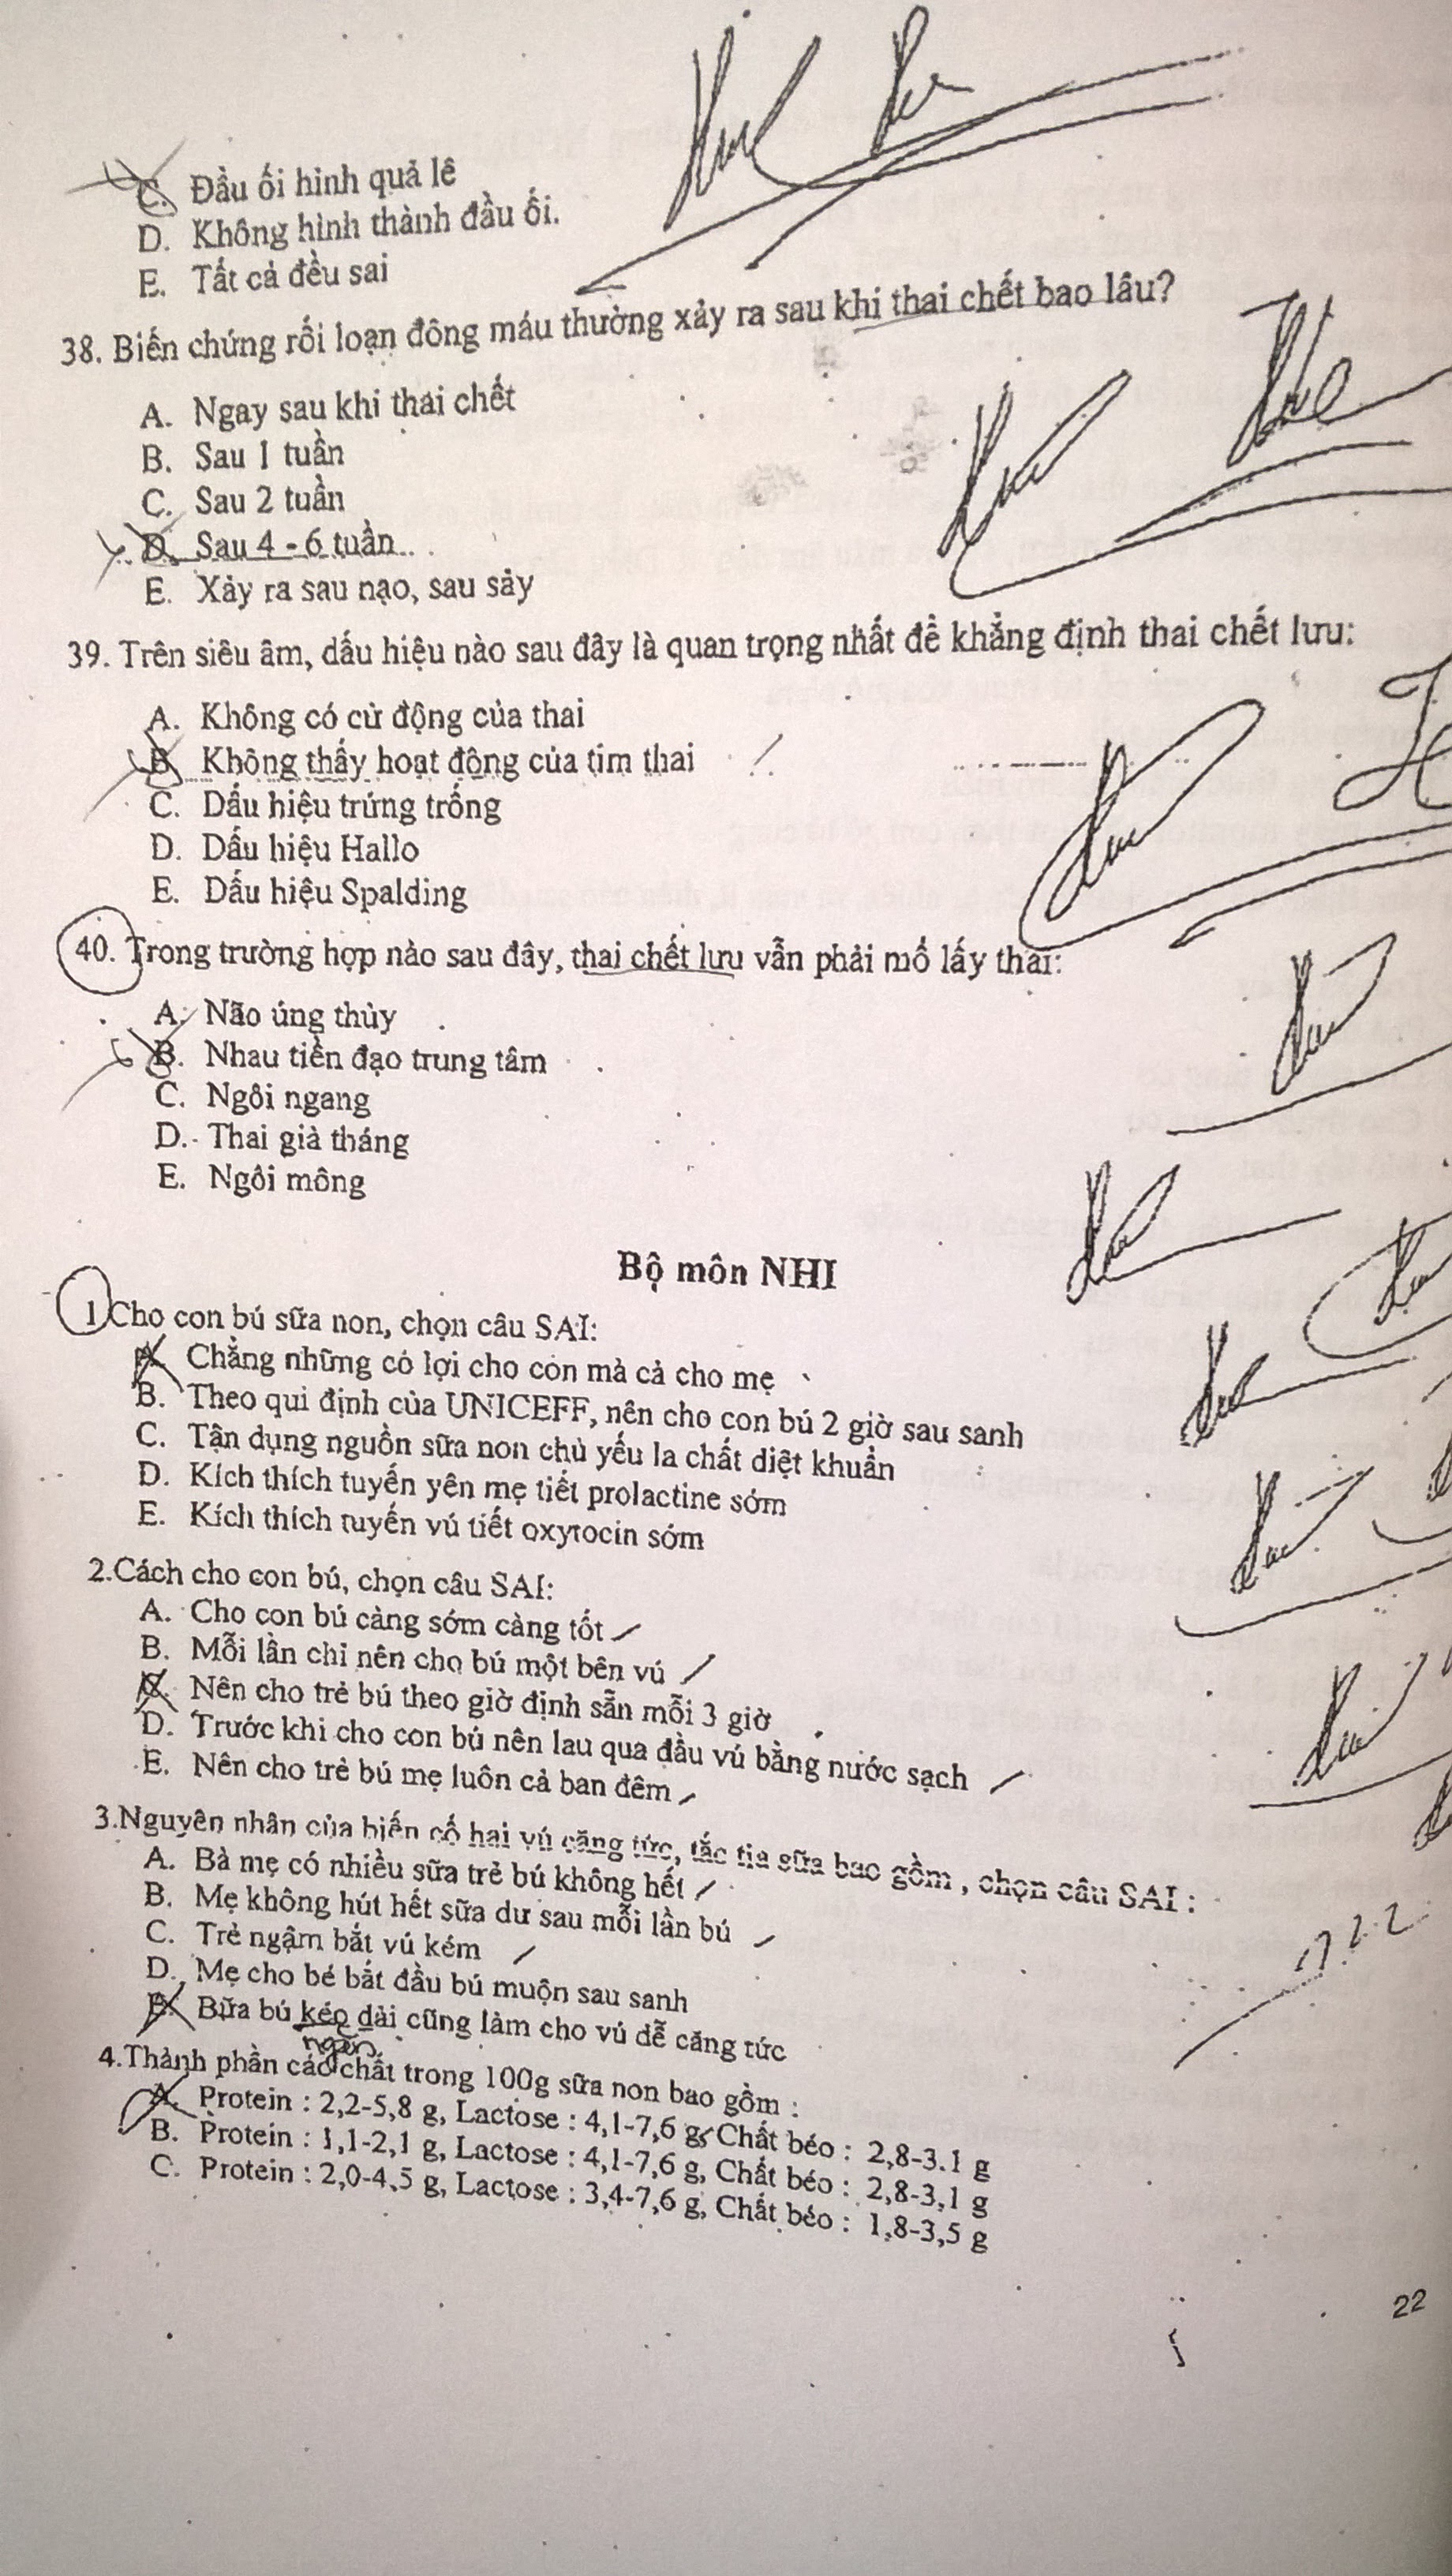 C. Đầu ối hình quả lê
D. Không hình thành đầu ối.
E. Tất cả đều sai
38. Biến chứng rối loạn đông máu thường xảy ra sau khi thai chết bao lâu?
A. Ngay sau khi thai chết
B. Sau 1 tuần
C. Sau 2 tuần
D. Sau 4 - 6 tuần
E. Xảy ra sau nạo, sau sảy
39. Trên siêu âm, dấu hiệu nào sau đây là quan trọng nhất để khẳng định thai chết lưu:
A. Không có cử động của thai
B. Không thấy hoạt động của tim thai
C. Dấu hiệu trứng trống
D. Dấu hiệu Hallo
E. Dấu hiệu Spalding
40. Trong trường hợp nào sau đây, thai chết lưu vẫn phải mổ lấy thai:
A. Não úng thủy
B. Nhau tiền đạo trung tâm
C. Ngôi ngang
D. Thai già tháng
E. Ngôi mông
Bộ môn NHI
1.Cho con bú sữa non, chọn câu SAI:
A. Chẳng những có lợi cho con mà cả cho mẹ
B. Theo qui định của UNICEFF, nên cho con bú 2 giờ sau sanh
C. Tận dụng nguồn sữa non chủ yếu la chất diệt khuẩn
D. Kích thích tuyến yên mẹ tiết prolactine sớm
E. Kích thích tuyến vú tiết oxytocin sớm
2.Cách cho con bú, chọn câu SAI:
A. Cho con bú càng sớm càng tốt
B. Mỗi lần chỉ nên cho bú một bên vú
C. Nên cho trẻ bú theo giờ định sẵn mỗi 3 giờ
D. Trước khi cho con bú nên lau qua đầu vú bằng nước sạch
E. Nên cho trẻ bú mẹ luôn cả ban đêm
3.Nguyên nhân của biến cố hai vú căng tức, tắc tia sữa bao gồm , chọn câu SAI :
A. Bà mẹ có nhiều sữa trẻ bú không hết
B. Mẹ không hút hết sữa dư sau mỗi lần bú
C. Trẻ ngậm bắt vú kém
D. Mẹ cho bé bắt đầu bú muộn sau sanh
E. Bữa bú kéo dài cũng làm cho vú dễ căng tức
ngắn
4.Thành phần các chất trong 100g sữa non bao gồm :
A. Protein : 2,2-5,8 g, Lactose : 4,1-7,6 g, Chất béo : 2,8-3.1 g
B. Protein : 1,1-2,1 g, Lactose : 4,1-7,6 g, Chất béo : 2,8-3,1 g
C. Protein : 2,0-4,5 g, Lactose : 3,4-7,6 g, Chất béo : 1,8-3,5 g
22